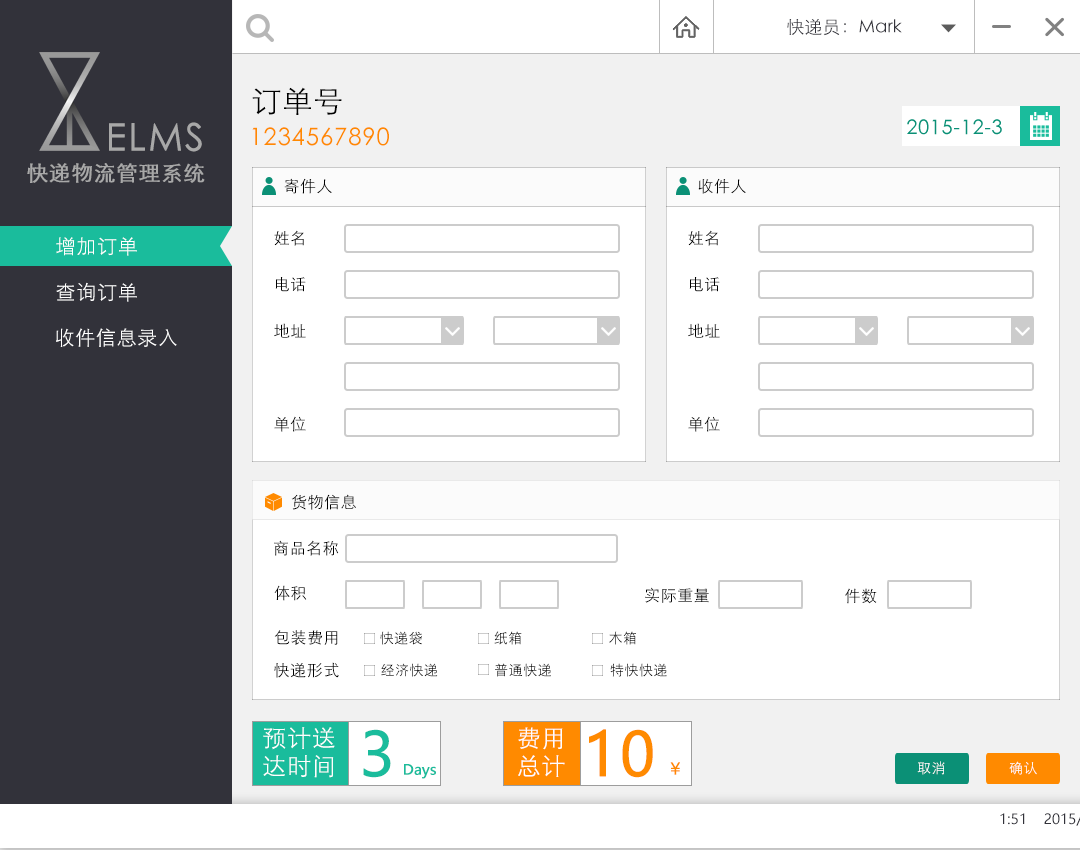 快递员：Mark
ELMS
快递物流管理系统
增加订单
查询订单
收件信息录入
订单号
1234567890
2015-12-3
寄件人
姓名
电话
地址
单位
收件人
姓名
电话
地址
单位
货物信息
商品名称
体积
实际重量
件数
包装费用
快递袋
纸箱
木箱
快递形式
经济快递
普通快递
特快快递
预计送
达时间
3 Days
费用
总计
10 ¥
取消
确认
1:51 2015/